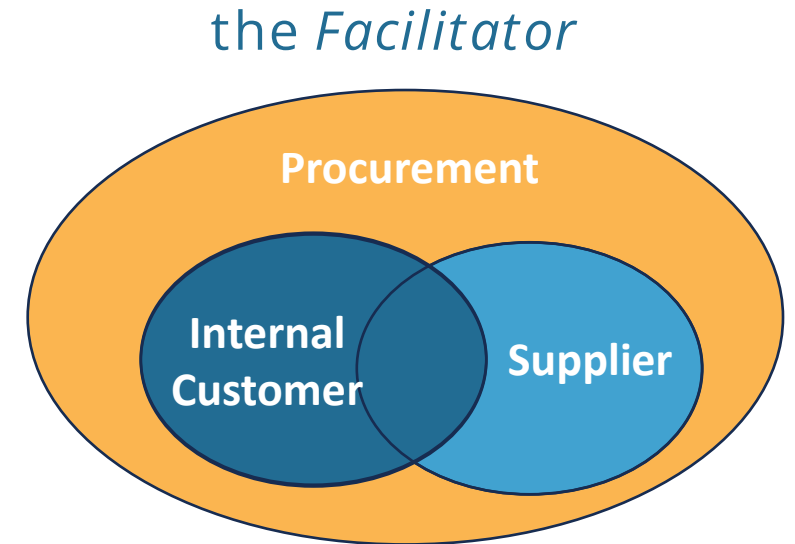 the Facilitator
Procurement
Internal
Customer
Supplier